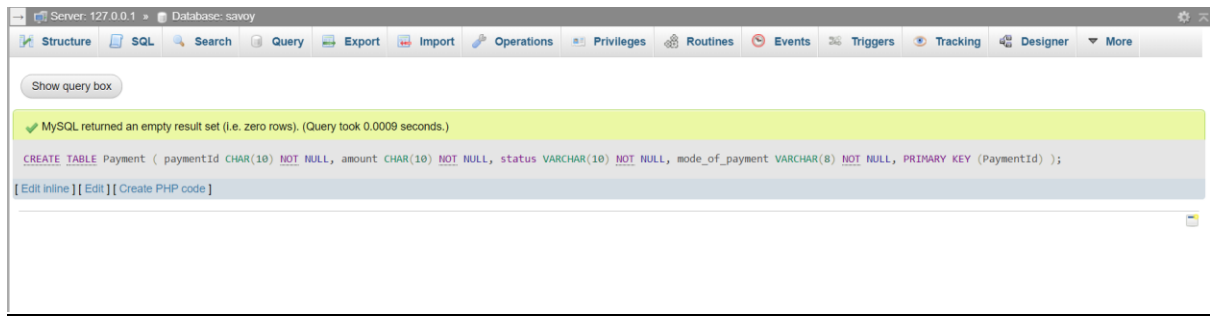 Server: 127.0.0.1 » Database: savoy
Structure SQL Search Query Export Import Operations Privileges Routines Events Triggers Tracking Designer More
Show query box
MySQL returned an empty result set (i.e. zero rows). (Query took 0.0009 seconds.)
CREATE TABLE Payment ( paymentId CHAR(10) NOT NULL, amount CHAR(10) NOT NULL, status VARCHAR(10) NOT NULL, mode_of_payment VARCHAR(8) NOT NULL, PRIMARY KEY (PaymentId) );
[ Edit inline ] [ Edit ] [ Create PHP code ]